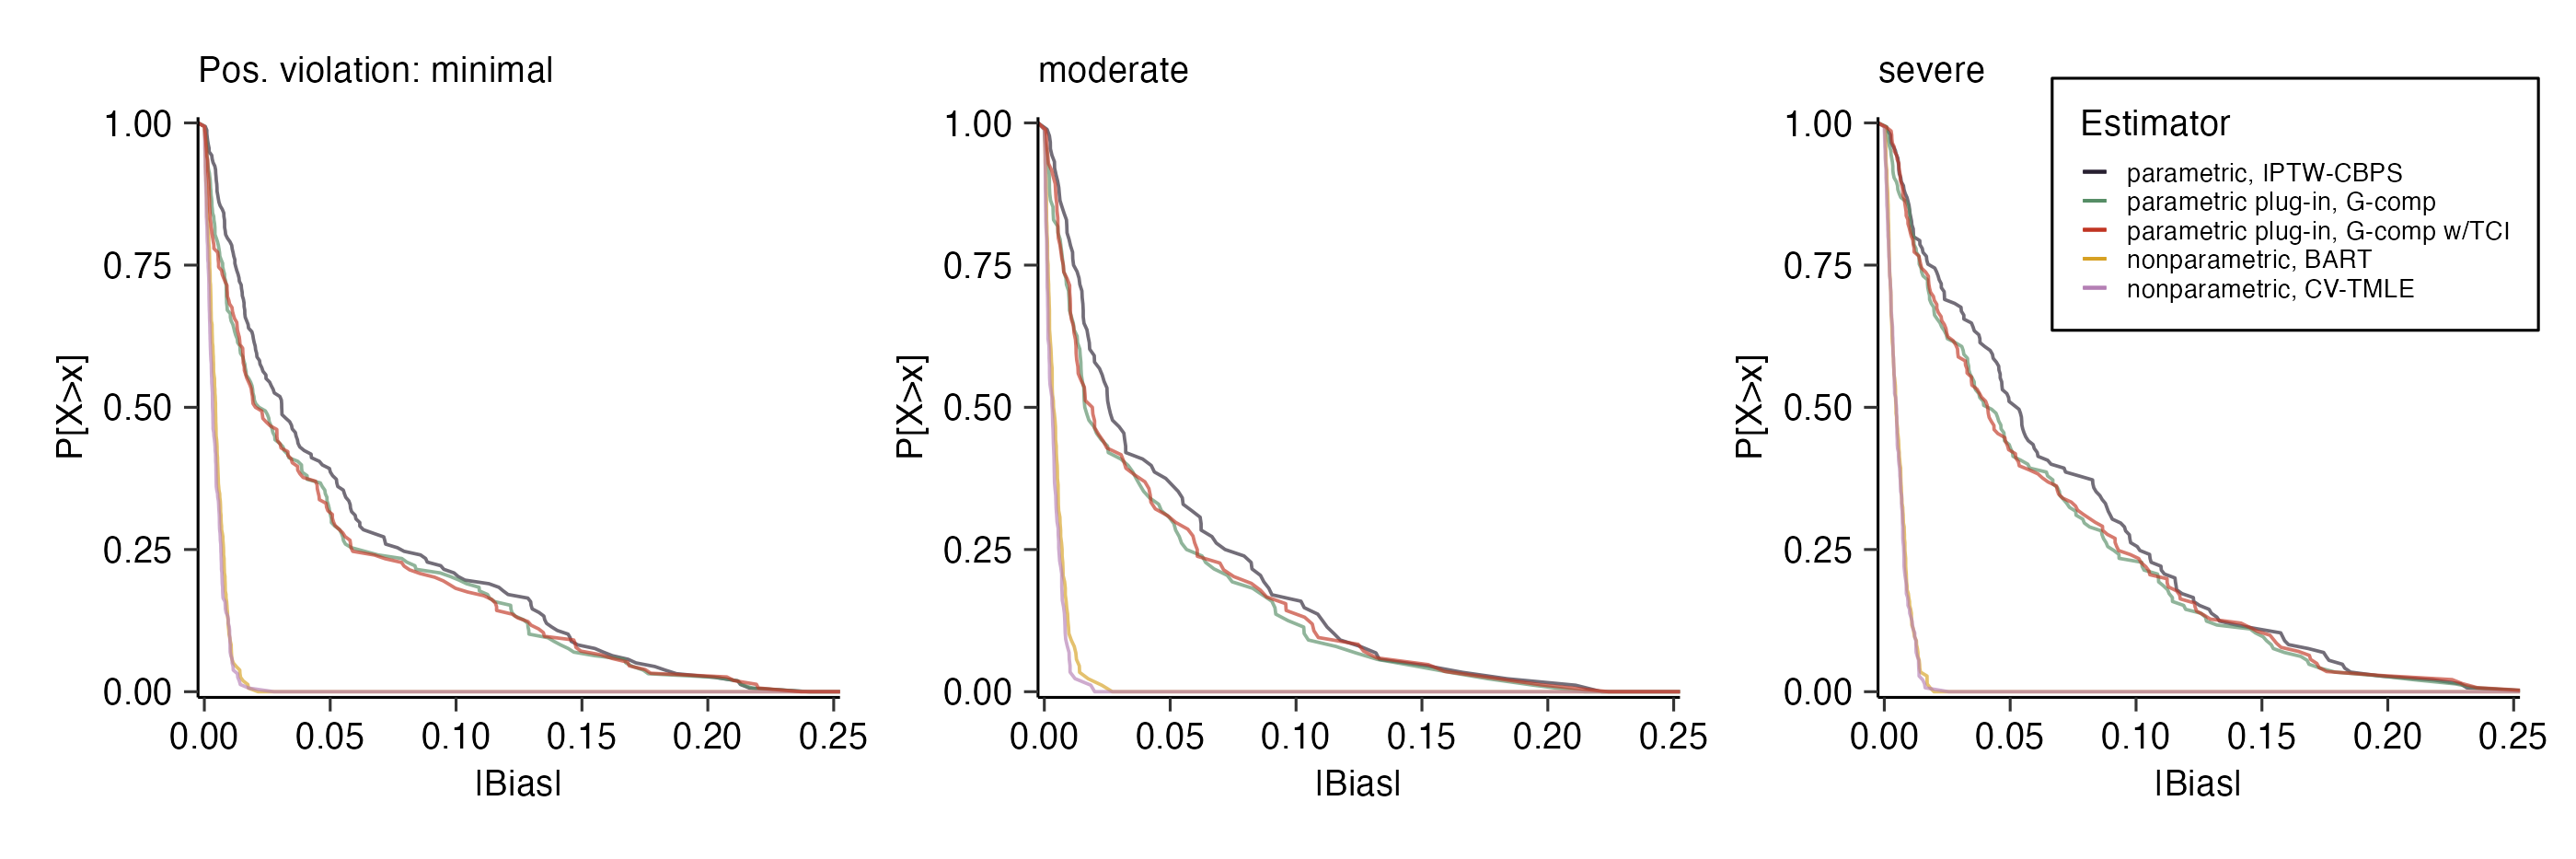 Pos. violation: minimal
1.00
0.75
0.50
0.25
0.00
P[X>x]
0.00 0.05 0.10 0.15 0.20 0.25
|Bias|
moderate
1.00
0.75
0.50
0.25
0.00
P[X>x]
0.00 0.05 0.10 0.15 0.20 0.25
|Bias|
severe
1.00
0.75
0.50
0.25
0.00
P[X>x]
0.00 0.05 0.10 0.15 0.20 0.25
|Bias|
Estimator
parametric, IPTW-CBPS
parametric plug-in, G-comp
parametric plug-in, G-comp w/TCI
nonparametric, BART
nonparametric, CV-TMLE